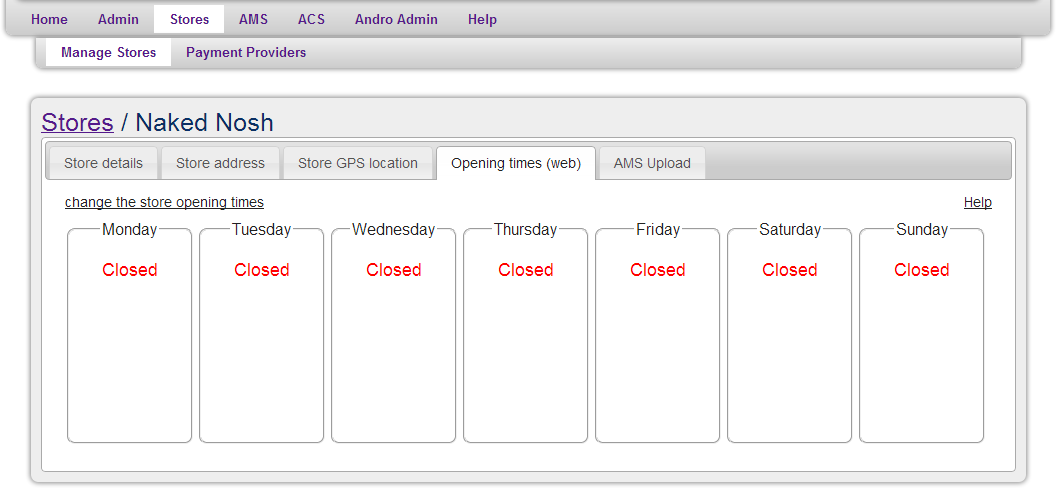 Home Admin Stores AMS ACS Andro Admin Help
Manage Stores Payment Providers
Stores / Naked Nosh
Store details Store address Store GPS location Opening times (web) AMS Upload
change the store opening times Help
Monday Tuesday Wednesday Thursday Friday Saturday Sunday
Closed Closed Closed Closed Closed Closed Closed